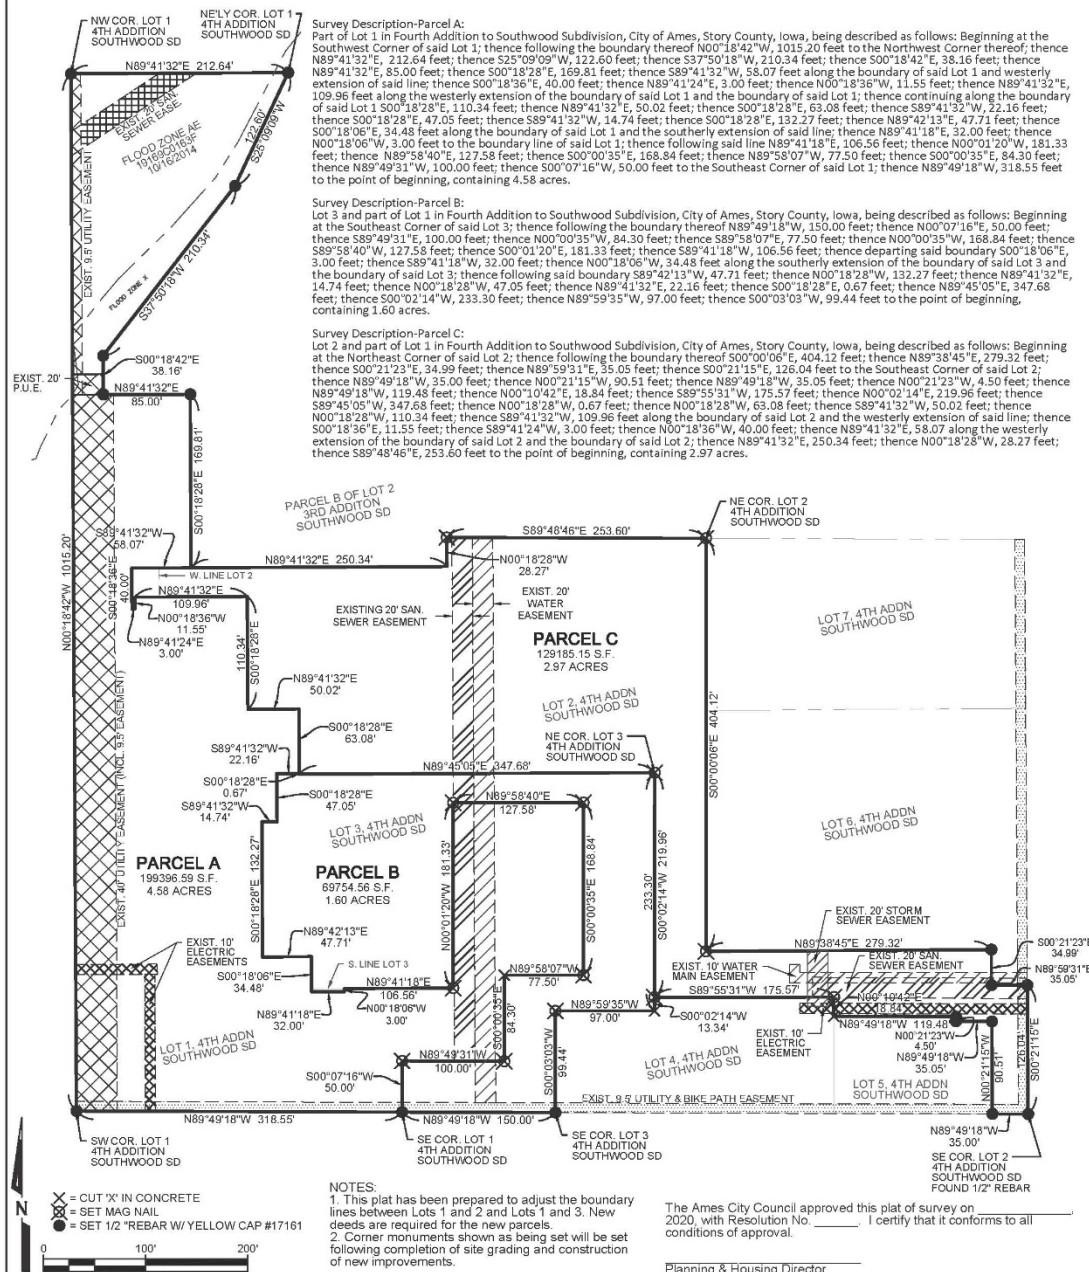 NW COR. LOT 1
4TH ADDITION
SOUTHWOOD SD
NE'LY COR. LOT 1
4TH ADDITION
SOUTHWOOD SD
Survey Description-Parcel A:
Part of Lot 1 in Fourth Addition to Southwood Subdivision, City of Ames, Story County, Iowa, being described as follows: Beginning at the
Southwest Corner of said Lot 1; thence following the boundary thereof N00°18'42"W, 1015.20 feet to the Northwest Corner thereof; thence
N89°41'32"E, 212.64 feet; thence S25°09'09"W, 122.60 feet; thence S37°50'18"W, 210.34 feet; thence S00°18'42"E, 38.16 feet; thence
N89°41'32"E, 85.00 feet; thence S00°18'28"E, 169.81 feet; thence S89°41'32"W, 58.07 feet along the boundary of said Lot 1 and westerly
extension of said line; thence S00°18'36"E, 40.00 feet; thence N89°41'24"E, 3.00 feet; thence N00°18'36"W, 11.55 feet; thence N89°41'32"E,
109.96 feet along the westerly extension of the boundary of said Lot 1 and the boundary of said Lot 1; thence continuing along the boundary
of said Lot 1 S00°18'28"E, 110.34 feet; thence N89°41'32"E, 50.02 feet; thence S00°18'28"E, 63.08 feet; thence S89°41'32"W, 22.16 feet;
thence S00°18'28"E, 47.05 feet; thence S89°41'32"W, 14.74 feet; thence S00°18'28"E, 132.27 feet; thence N89°42'13"E, 47.71 feet; thence
S00°18'06"E, 34.48 feet along the boundary of said Lot 1 and the southerly extension of said line; thence N89°41'18"E, 32.00 feet; thence
N00°18'06"W, 3.00 feet to the boundary line of said Lot 1; thence following said line N89°41'18"E, 106.56 feet; thence N00°01'20"W, 181.33
feet; thence N89°58'40"E, 127.58 feet; thence S00°00'35"E, 168.84 feet; thence N89°58'07"W, 77.50 feet; thence S00°00'35"E, 84.30 feet;
thence N89°49'31"W, 100.00 feet; thence S00°07'16"W, 50.00 feet to the Southeast Corner of said Lot 1; thence N89°49'18"W, 318.55 feet
to the point of beginning, containing 4.58 acres.
Survey Description-Parcel B:
Lot 3 and part of Lot 1 in Fourth Addition to Southwood Subdivision, City of Ames, Story County, Iowa, being described as follows: Beginning
at the Southeast Corner of said Lot 3; thence following the boundary thereof N89°49'18"W, 150.00 feet; thence N00°07'16"E, 50.00 feet;
thence S89°49'31"E, 100.00 feet; thence N00°00'35"W, 84.30 feet; thence S89°58'07"E, 77.50 feet; thence N00°00'35"W, 168.84 feet; thence
S89°58'40"W, 127.58 feet; thence S00°01'20"E, 181.33 feet; thence S89°41'18"W, 106.56 feet; thence departing said boundary S00°18'06"E,
3.00 feet; thence S89°41'18"W, 32.00 feet; thence N00°18'06"W, 34.48 feet along the southerly extension of the boundary of said Lot 3 and
the boundary of said Lot 3; thence following said boundary S89°42'13"W, 47.71 feet; thence N00°18'28"W, 132.27 feet; thence N89°41'32"E,
14.74 feet; thence N00°18'28"W, 47.05 feet; thence N89°41'32"E, 22.16 feet; thence S00°18'28"E, 0.67 feet; thence N89°45'05"E, 347.68
feet; thence S00°02'14"W, 233.30 feet; thence N89°59'35"W, 97.00 feet; thence S00°03'03"W, 99.44 feet to the point of beginning,
containing 1.60 acres.
Survey Description-Parcel C:
Lot 2 and part of Lot 1 in Fourth Addition to Southwood Subdivision, City of Ames, Story County, Iowa, being described as follows: Beginning
at the Northeast Corner of said Lot 2; thence following the boundary thereof S00°00'06"E, 404.12 feet; thence N89°38'45"E, 279.32 feet;
thence S00°21'23"E, 34.99 feet; thence N89°59'31"E, 35.05 feet; thence S00°21'15"E, 126.04 feet to the Southeast Corner of said Lot 2;
thence N89°49'18"W, 35.00 feet; thence N00°21'15"W, 90.51 feet; thence N89°49'18"W, 35.05 feet; thence N00°21'23"W, 4.50 feet; thence
N89°49'18"W, 119.48 feet; thence N00°10'42"E, 18.84 feet; thence S89°55'31"W, 175.57 feet; thence N00°02'14"E, 219.96 feet; thence
S89°45'05"W, 347.68 feet; thence N00°18'28"W, 0.67 feet; thence N00°18'28"W, 63.08 feet; thence S89°41'32"W, 50.02 feet; thence
N00°18'28"W, 110.34 feet; thence S89°41'32"W, 109.96 feet along the boundary of said Lot 2 and the westerly extension of said line; thence
S00°18'36"E, 11.55 feet; thence S89°41'24"W, 3.00 feet; thence N00°18'36"W, 40.00 feet; thence N89°41'32"E, 58.07 along the westerly
extension of the boundary of said Lot 2 and the boundary of said Lot 2; thence N89°41'32"E, 250.34 feet; thence N00°18'28"W, 28.27 feet;
thence S89°48'46"E, 253.60 feet to the point of beginning, containing 2.97 acres.
N89°41'32"E 212.64'
EXIST. 20' SAN.
SEWER EASE.
FLOOD ZONE AE
19169C0163F
10/16/2014
122.60'
S25°09'09"W
EXIST. 9.5' UTILITY EASEMENT
FLOOD ZONE X
S37°50'18"W 210.34'
S00°18'42"E
38.16'
EXIST. 20'
P.U.E.
N89°41'32"E
85.00'
S00°18'28"E 169.81'
PARCEL B OF LOT 2
3RD ADDITON
SOUTHWOOD SD
NE COR. LOT 2
4TH ADDITION
SOUTHWOOD SD
S89°48'46"E 253.60'
N00°18'42"W 1015.20'
S89°41'32"W
58.07'
N89°41'32"E 250.34'
N00°18'28"W
28.27'
W. LINE LOT 2
S00°18'36"E
40.00'
N89°41'32"E
109.96'
N00°18'36"W
11.55'
N89°41'24"E
3.00'
110.34'
S00°18'28"E
EXISTING 20' SAN.
SEWER EASEMENT
EXIST. 20'
WATER
EASEMENT
PARCEL C
129185.15 S.F.
2.97 ACRES
LOT 2, 4TH ADDN
SOUTHWOOD SD
LOT 7, 4TH ADDN
SOUTHWOOD SD
N89°41'32"E
50.02'
S00°18'28"E
63.08'
S89°41'32"W
22.16'
NE COR. LOT 3
4TH ADDITION
SOUTHWOOD SD
S00°00'06"E 404.12'
N89°45'05"E 347.68'
S00°18'28"E
0.67'
S89°41'32"W
14.74'
S00°18'28"E
47.05'
N89°58'40"E
127.58'
LOT 3, 4TH ADDN
SOUTHWOOD SD
LOT 6, 4TH ADDN
SOUTHWOOD SD
EXIST. 40' UTILITY EASEMENT (INCL. 9.5' EASEMENT)
PARCEL A
199396.59 S.F.
4.58 ACRES
S00°18'28"E 132.27'
PARCEL B
69754.56 S.F.
1.60 ACRES
N00°01'20"W 181.33'
S00°00'35"E 168.84'
233.30'
S00°02'14"W 219.96'
EXIST. 20' STORM
SEWER EASEMENT
N89°38'45"E 279.32'
S00°21'23"E
34.99'
EXIST. 10'
ELECTRIC
EASEMENTS
N89°42'13"E
47.71'
S. LINE LOT 3
S00°18'06"E
34.48'
N89°41'18"E
106.56'
N89°41'18"E
32.00'
N00°18'06"W
3.00'
N89°58'07"W
77.50'
EXIST. 10' WATER
MAIN EASEMENT
EXIST. 20' SAN.
SEWER EASEMENT
N89°59'31"E
35.05'
S89°55'31"W 175.57'
N00°10'42"E
18.84'
N89°59'35"W
97.00'
S00°02'14"W
13.34'
S00°00'35"E
84.30'
EXIST. 10'
ELECTRIC
EASEMENT
N89°49'18"W 119.48'
N00°21'23"W
4.50'
N89°49'18"W
35.05'
N00°21'15"W
90.51'
126.04'
S00°21'15"E
LOT 1, 4TH ADDN
SOUTHWOOD SD
N89°49'31"W
100.00'
S00°03'03"W
99.44'
LOT 4, 4TH ADDN
SOUTHWOOD SD
LOT 5, 4TH ADDN
SOUTHWOOD SD
S00°07'16"W
50.00'
EXIST. 9.5' UTILITY & BIKE PATH EASEMENT
N89°49'18"W 318.55'
N89°49'18"W 150.00'
N89°49'18"W
35.00'
SW COR. LOT 1
4TH ADDITION
SOUTHWOOD SD
SE COR. LOT 1
4TH ADDITION
SOUTHWOOD SD
SE COR. LOT 3
4TH ADDITION
SOUTHWOOD SD
SE COR. LOT 2
4TH ADDITION
SOUTHWOOD SD
FOUND 1/2" REBAR
N
= CUT 'X' IN CONCRETE
= SET MAG NAIL
= SET 1/2 "REBAR W/ YELLOW CAP #17161
0 100' 200'
NOTES:
1. This plat has been prepared to adjust the boundary
lines between Lots 1 and 2 and Lots 1 and 3. New
deeds are required for the new parcels.
2. Corner monuments shown as being set will be set
following completion of site grading and construction
of new improvements.
The Ames City Council approved this plat of survey on ____________,
2020, with Resolution No. _______. I certify that it conforms to all
conditions of approval.
Planning & Housing Director